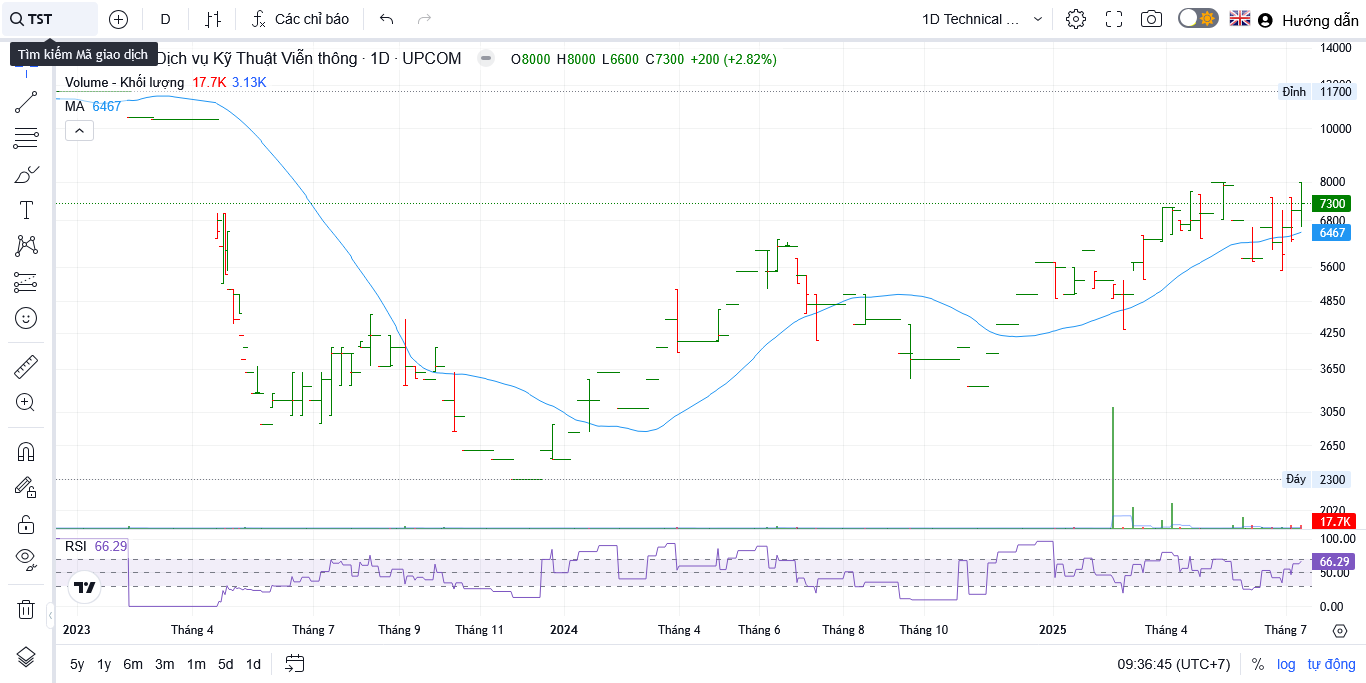 TST
D
Các chỉ báo
1D Technical ...
Hướng dẫn
Tìm kiếm Mã giao dịch
Dịch vụ Kỹ Thuật Viễn thông · 1D · UPCOM
O8000 H8000 L6600 C7300 +200 (+2.82%)
Volume - Khối lượng 17.7K 3.13K
MA 6467
14000
Đỉnh 11700
10000
8000
7300
6800
6467
5600
4850
4250
3650
3050
2650
Đáy 2300
2020
17.7K
RSI 66.29
100.00
66.29
50.00
0.00
2023 Tháng 4 Tháng 7 Tháng 9 Tháng 11 2024 Tháng 4 Tháng 6 Tháng 8 Tháng 10 2025 Tháng 4 Tháng 7
5y 1y 6m 3m 1m 5d 1d
09:36:45 (UTC+7) % log tự động